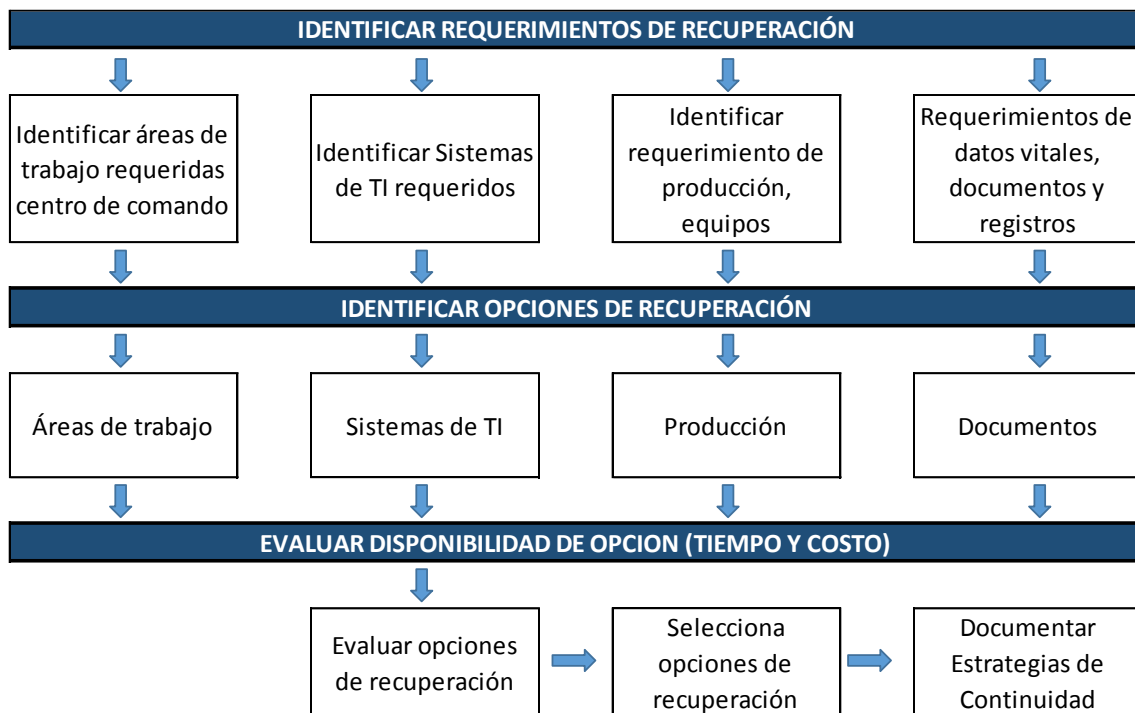 IDENTIFICAR REQUERIMIENTOS DE RECUPERACIÓN
Identificar áreas de
trabajo requeridas
centro de comando
Identificar Sistemas
de TI requeridos
Identificar
requerimiento de
producción,
equipos
Requerimientos de
datos vitales,
documentos y
registros
IDENTIFICAR OPCIONES DE RECUPERACIÓN
Áreas de trabajo
Sistemas de TI
Producción
Documentos
EVALUAR DISPONIBILIDAD DE OPCION (TIEMPO Y COSTO)
Evaluar opciones
de recuperación
Selecciona
opciones de
recuperación
Documentar
Estrategias de
Continuidad